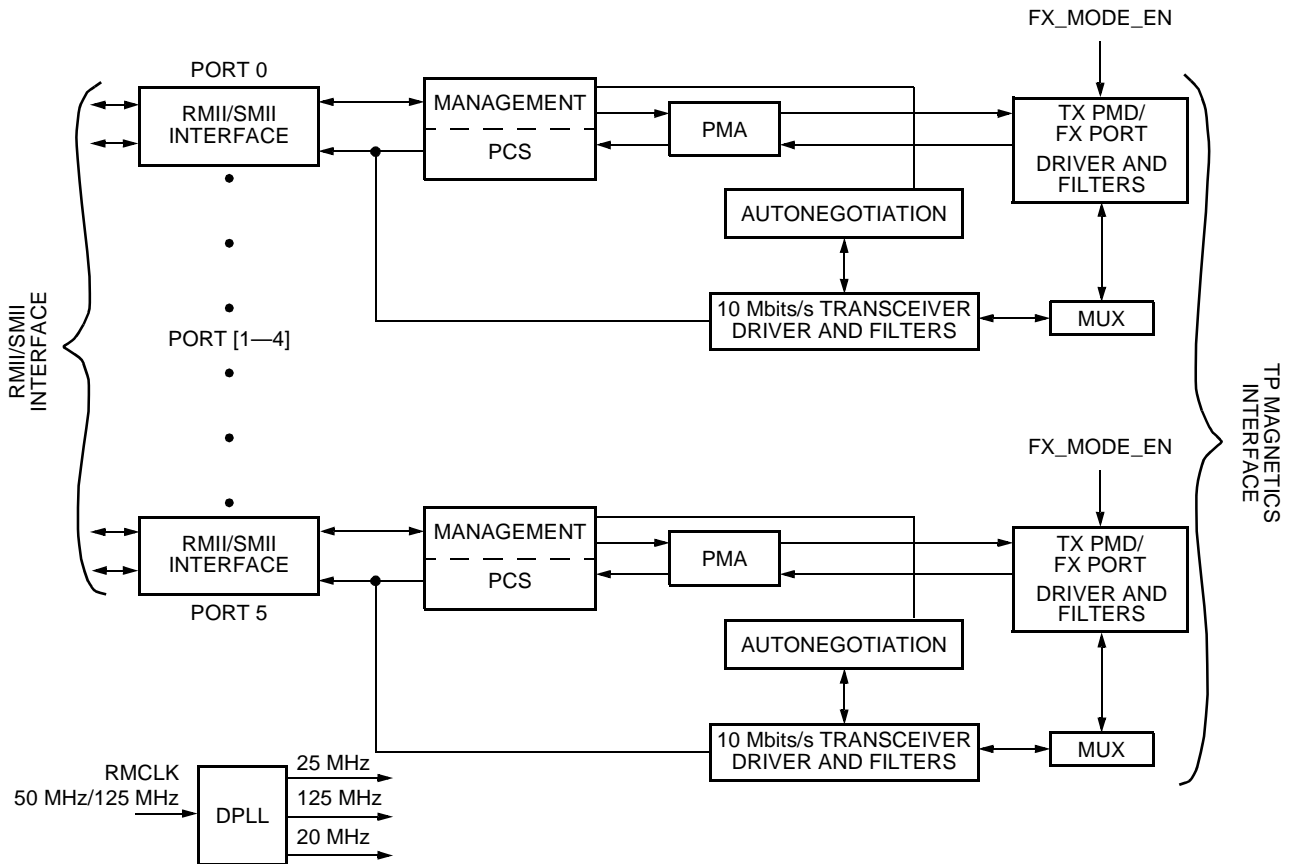 FX_MODE_EN
PORT 0
RMII/SMII
INTERFACE
MANAGEMENT
PCS
PMA
TX PMD/
FX PORT
DRIVER AND
FILTERS
AUTONEGOTIATION
10 Mbits/s TRANSCEIVER
DRIVER AND FILTERS
MUX
RMII/SMII
INTERFACE
PORT [1—4]
TP MAGNETICS
INTERFACE
FX_MODE_EN
RMII/SMII
INTERFACE
PORT 5
MANAGEMENT
PCS
PMA
TX PMD/
FX PORT
DRIVER AND
FILTERS
AUTONEGOTIATION
10 Mbits/s TRANSCEIVER
DRIVER AND FILTERS
MUX
RMCLK
50 MHz/125 MHz
DPLL
25 MHz
125 MHz
20 MHz